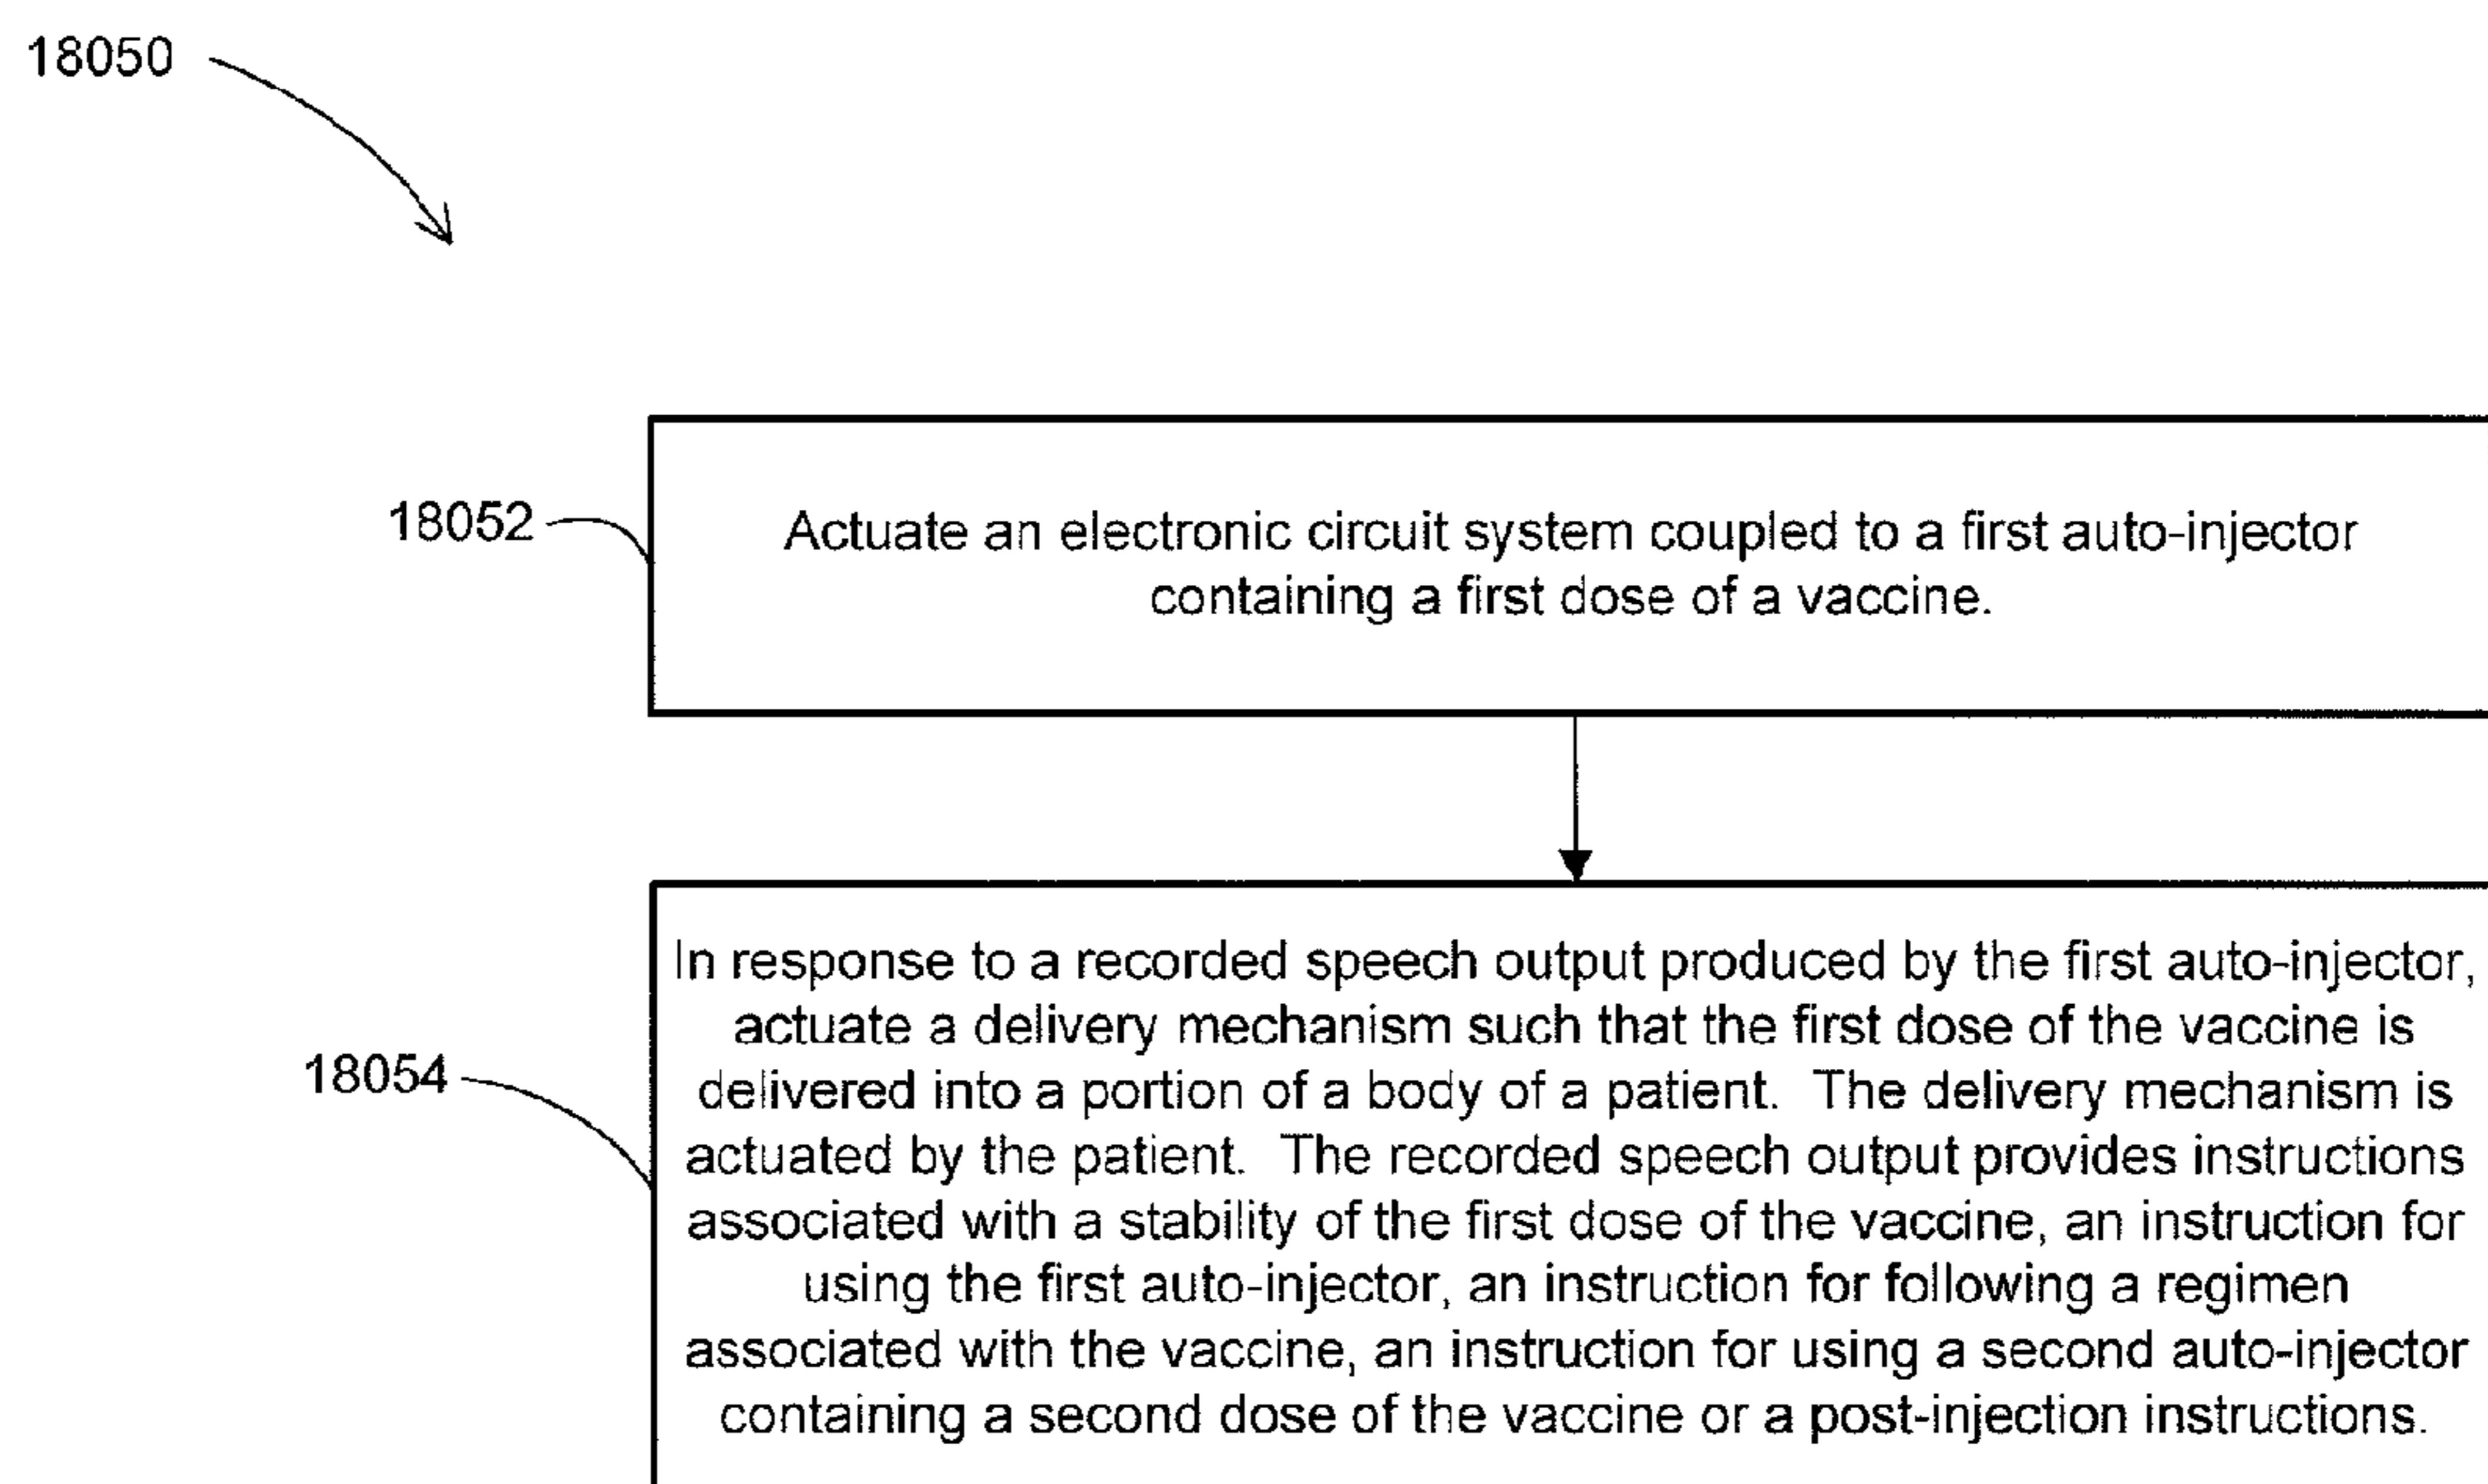 18050
18052
Actuate an electronic circuit system coupled to a first auto-injector
containing a first dose of a vaccine.
18054
In response to a recorded speech output produced by the first auto-injector,
actuate a delivery mechanism such that the first dose of the vaccine is
delivered into a portion of a body of a patient. The delivery mechanism is
actuated by the patient. The recorded speech output provides instructions
associated with a stability of the first dose of the vaccine, an instruction for
using the first auto-injector, an instruction for following a regimen
associated with the vaccine, an instruction for using a second auto-injector
containing a second dose of the vaccine or a post-injection instructions.